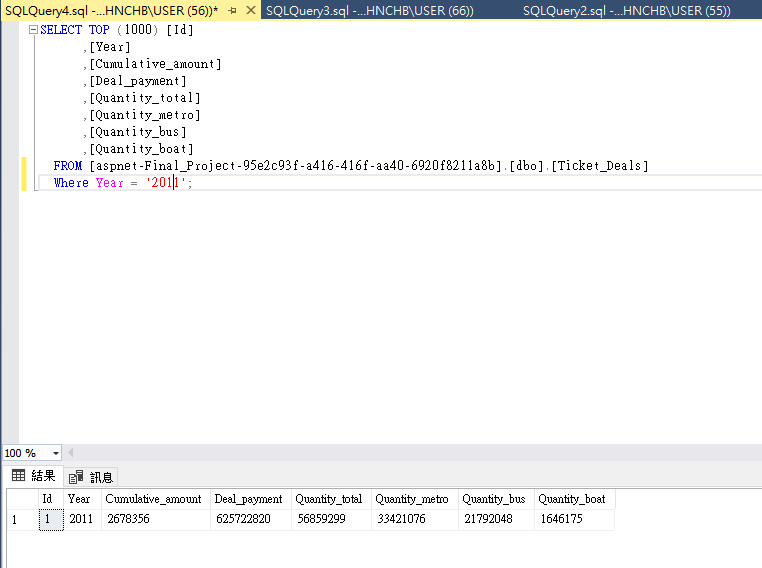 SQLQuery4.sql -...HNCHB\USER (56))* SQLQuery3.sql -...HNCHB\USER (66)) SQLQuery2.sql -...HNCHB\USER (55))
SELECT TOP (1000) [Id]
,[Year]
,[Cumulative_amount]
,[Deal_payment]
,[Quantity_total]
,[Quantity_metro]
,[Quantity_bus]
,[Quantity_boat]
FROM [aspnet-Final_Project-95e2c93f-a416-416f-aa40-6920f8211a8b].[dbo].[Ticket_Deals]
Where Year = '2011';
100 %
結果 訊息
Id Year Cumulative_amount Deal_payment Quantity_total Quantity_metro Quantity_bus Quantity_boat
1 1 2011 2678356 625722820 56859299 33421076 21792048 1646175